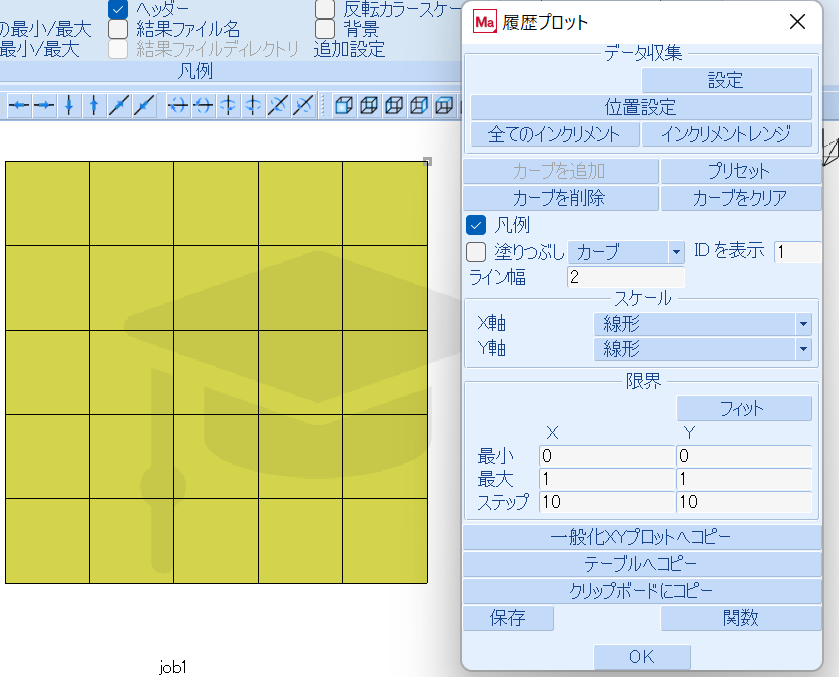 ヘッダー
反転カラースケー
の最小/最大
結果ファイル名
背景
最小/最大
結果ファイルディレクトリ
追加設定
凡例
Ma 履歴プロット
データ収集
設定
位置設定
全てのインクリメント
インクリメントレンジ
カーブを追加
プリセット
カーブを削除
カーブをクリア
凡例
塗りつぶし
カーブ
IDを表示
1
ライン幅
2
スケール
X軸
線形
Y軸
線形
限界
フィット
X
Y
最小
0
0
最大
1
1
ステップ
10
10
一般化XYプロットへコピー
テーブルへコピー
クリップボードにコピー
保存
関数
OK
job1